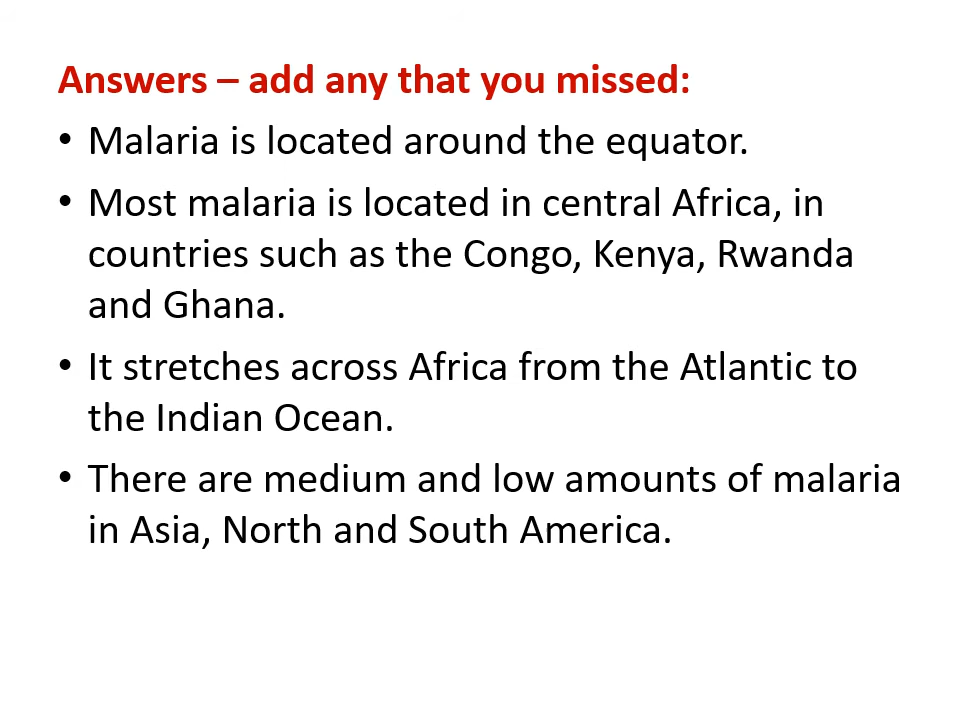 Answers – add any that you missed:
• Malaria is located around the equator.
• Most malaria is located in central Africa, in
countries such as the Congo, Kenya, Rwanda
and Ghana.
• It stretches across Africa from the Atlantic to
the Indian Ocean.
• There are medium and low amounts of malaria
in Asia, North and South America.